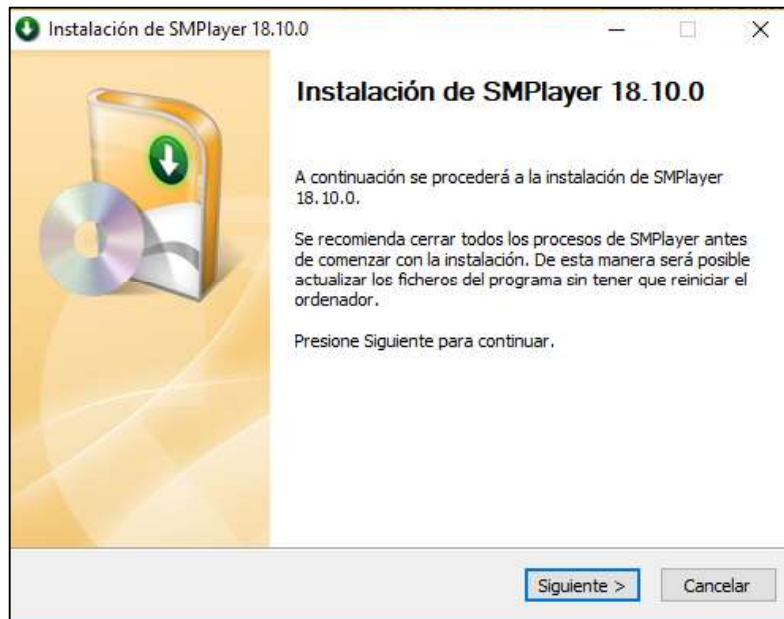 Instalación de SMPlayer 18.10.0
Instalación de SMPlayer 18.10.0
A continuación se procederá a la instalación de SMPlayer
18.10.0.
Se recomienda cerrar todos los procesos de SMPlayer antes
de comenzar con la instalación. De esta manera será posible
actualizar los ficheros del programa sin tener que reiniciar el
ordenador.
Presione Siguiente para continuar.
Siguiente > Cancelar